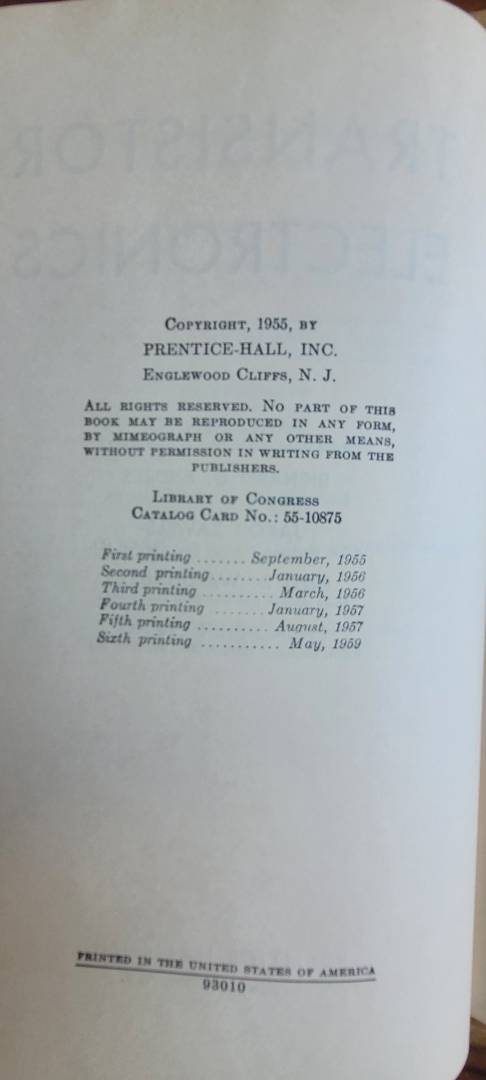 COPYRIGHT, 1955, BY
PRENTICE-HALL, INC.
ENGLEWOOD CLIFFS, N. J.
ALL RIGHTS RESERVED. NO PART OF THIS
BOOK MAY BE REPRODUCED IN ANY FORM,
BY MIMEOGRAPH OR ANY OTHER MEANS,
WITHOUT PERMISSION IN WRITING FROM THE
PUBLISHERS.
LIBRARY OF CONGRESS
CATALOG CARD NO.: 55-10875
First printing ....... September, 1955
Second printing ........ January, 1956
Third printing .......... March, 1956
Fourth printing ....... January, 1957
Fifth printing .......... August, 1957
Sixth printing ........... May, 1959
PRINTED IN THE UNITED STATES OF AMERICA
93010